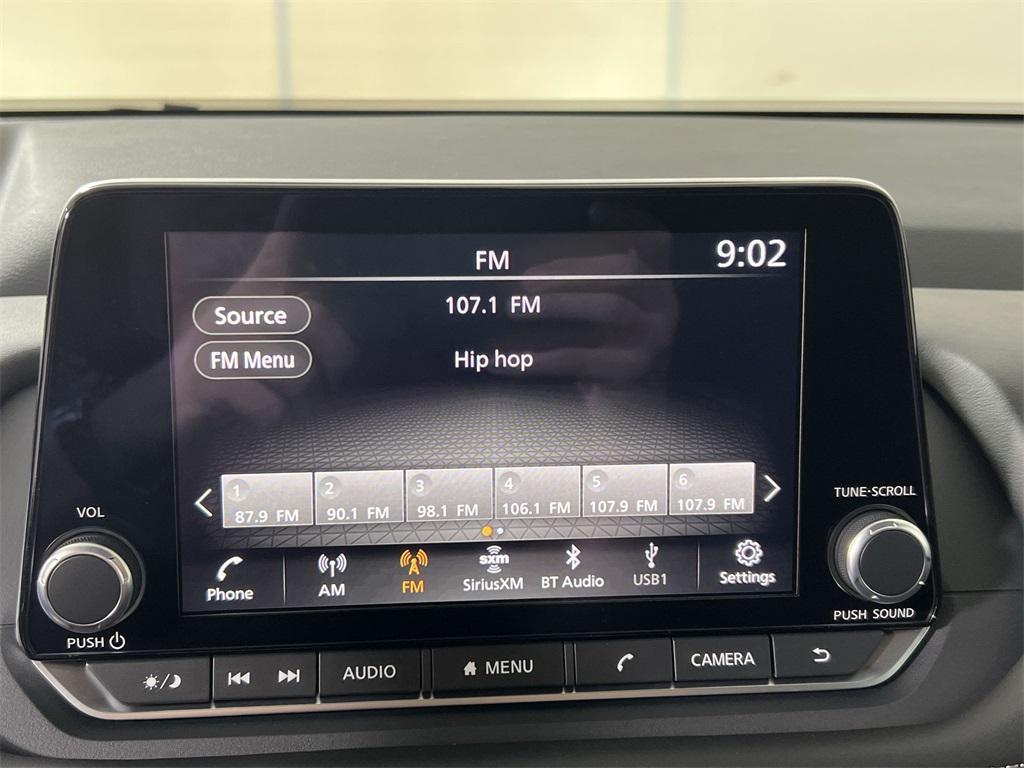 FM
9:02
Source
107.1 FM
FM Menu
Hip hop
1
2
3
4
5
6
87.9 FM
90.1 FM
98.1 FM
106.1 FM
107.9 FM
107.9 FM
VOL
TUNE·SCROLL
Phone
AM
FM
sxm
SiriusXM
BT Audio
USB1
Settings
PUSH
PUSH SOUND
AUDIO
MENU
CAMERA